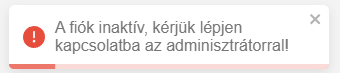 A fiók inaktív, kérjük lépjen
kapcsolatba az adminisztrátorral!